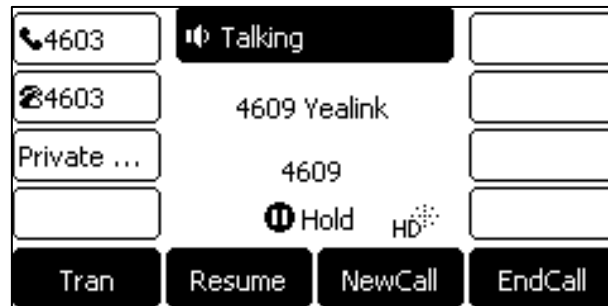 4603
Talking
4603
4609 Yealink
Private ...
4609
Hold
HD
Tran
Resume
NewCall
EndCall